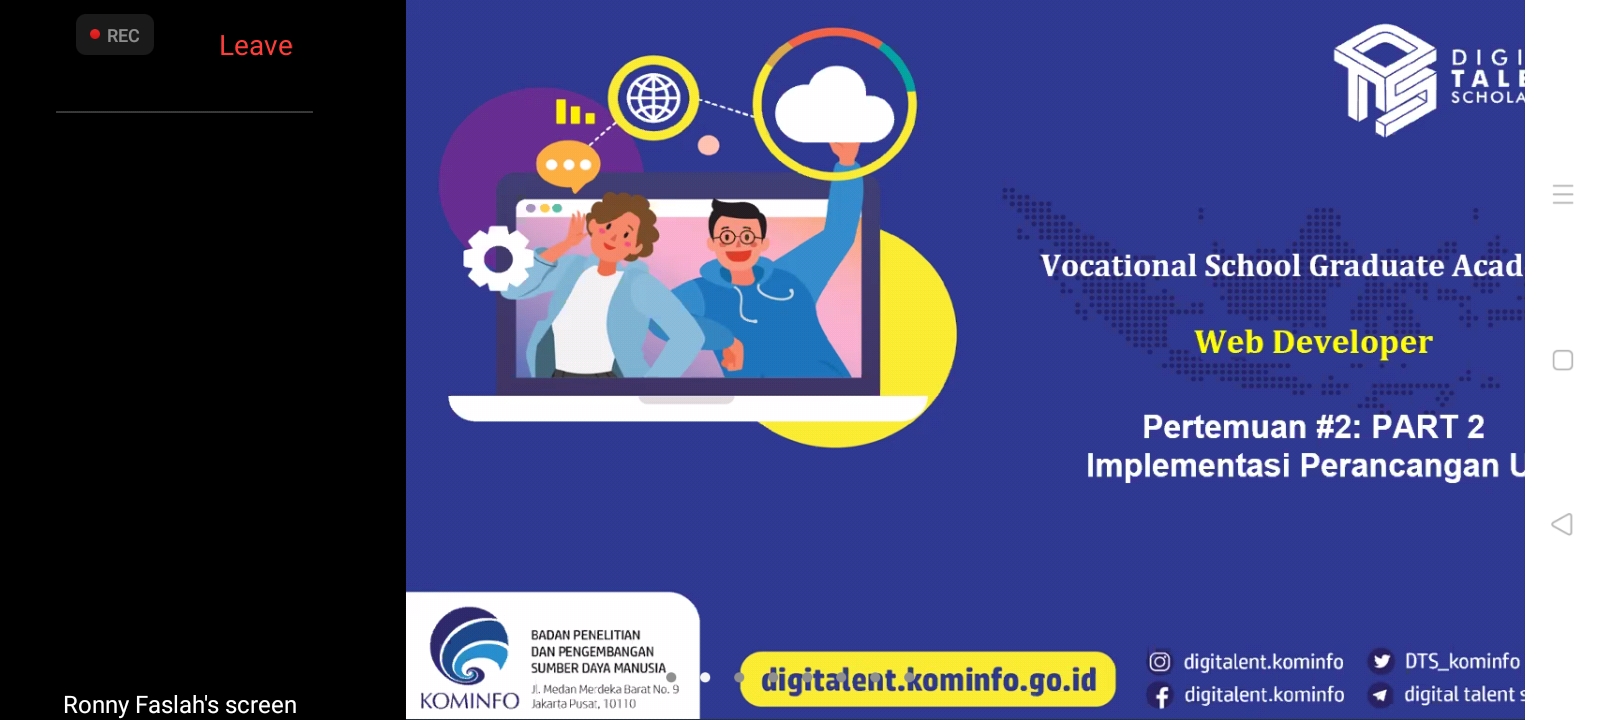 REC
Leave
DIGI
TALE
SCHOLA
Vocational School Graduate Acad
Web Developer
Pertemuan #2: PART 2
Implementasi Perancangan U
BADAN PENELITIAN
DAN PENGEMBANGAN
SUMBER DAYA MANUSIA
Jl. Medan Merdeka Barat No. 9
Jakarta Pusat, 10110
KOMINFO
digitalent.kominfo.go.id
digitalent.kominfo
DTS_kominfo
digitalent.kominfo
digital talent s
Ronny Faslah's screen